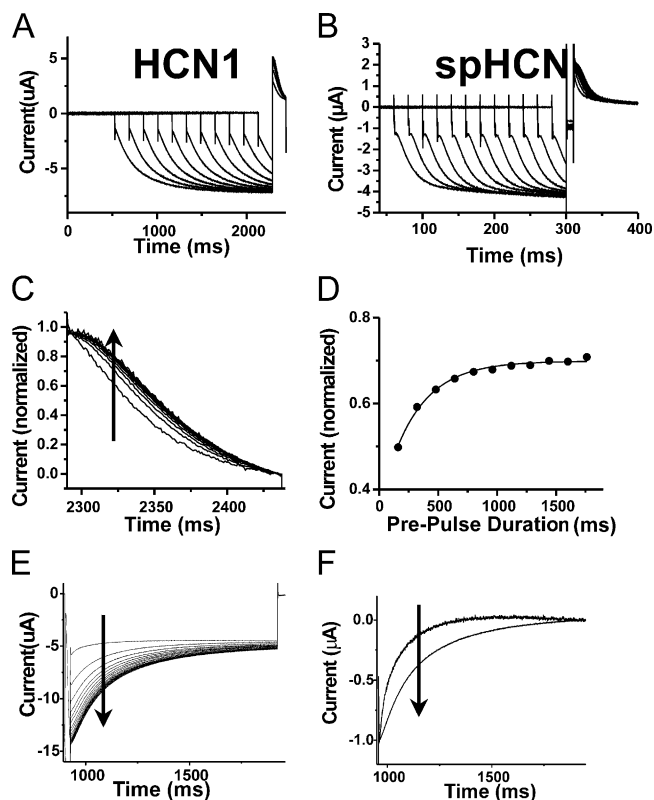 A
HCN1
Current(uA)
5
0
-5
0
1000
2000
Time (ms)
B
spHCN
Current (µA)
3
2
1
0
-1
-2
-3
-4
-5
100
200
300
400
Time (ms)
C
Current (normalized)
1.0
0.8
0.6
0.4
0.2
0.0
2300
2350
2400
Time (ms)
D
Current (normalized)
0.8
0.6
0.4
0
500
1000
1500
Pre-Pulse Duration (ms)
E
Current(uA)
0
-5
-10
-15
1000
1500
Time (ms)
F
Current (µA)
0.0
-0.5
-1.0
1000
1500
Time (ms)